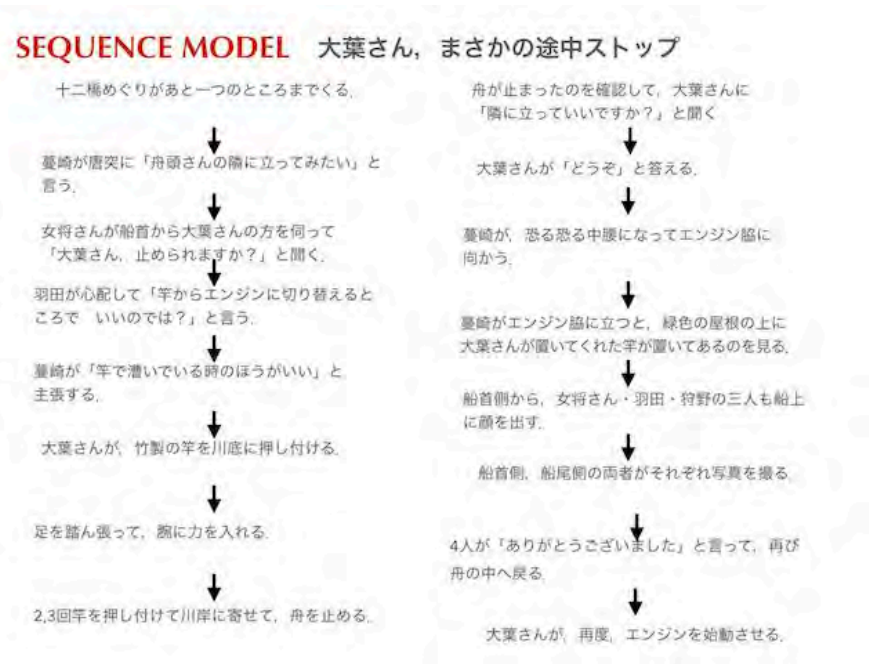 SEQUENCE MODEL 大葉さん，まさかの途中ストップ
十二橋めぐりがあと一つのところまでくる．
蔓崎が唐突に「舟頭さんの隣に立ってみたい」と
言う．
女将さんが船首から大葉さんの方を伺って
「大葉さん，止められますか？」と聞く．
羽田が心配して「竿からエンジンに切り替えると
ころで　いいのでは？」と言う．
蔓崎が「竿で漕いでいる時のほうがいい」と
主張する．
大葉さんが，竹製の竿を川底に押し付ける．
足を踏ん張って，腕に力を入れる．
2,3回竿を押し付けて川岸に寄せて，舟を止める．
舟が止まったのを確認して，大葉さんに
「隣に立っていいですか？」と聞く
大葉さんが「どうぞ」と答える．
蔓崎が，恐る恐る中腰になってエンジン脇に
向かう．
蔓崎がエンジン脇に立つと，緑色の屋根の上に
大葉さんが置いてくれた竿が置いてあるのを見る．
船首側から，女将さん・羽田・狩野の三人も船上
に顔を出す．
船首側，船尾側の両者がそれぞれ写真を撮る．
4人が「ありがとうございました」と言って，再び
舟の中へ戻る．
大葉さんが，再度，エンジンを始動させる．